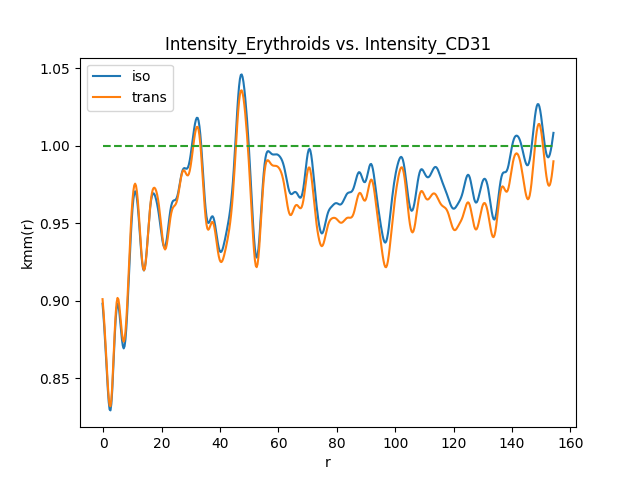 Intensity_Erythroids vs. Intensity_CD31
iso
trans
1.05
1.00
0.95
0.90
0.85
kmm(r)
0 20 40 60 80 100 120 140 160
r